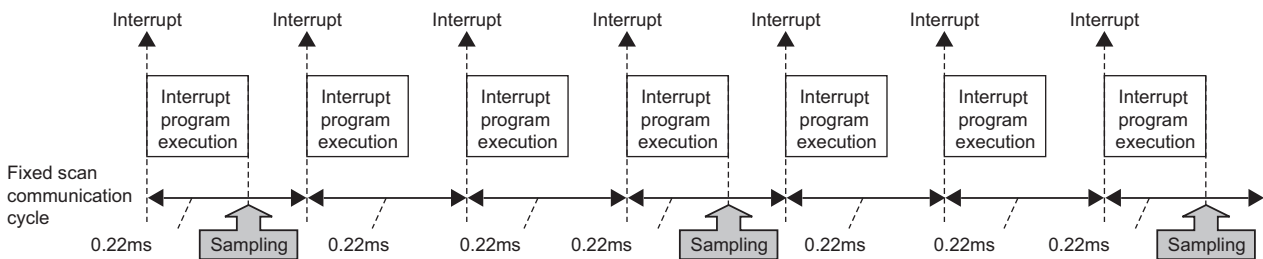 Interrupt Interrupt Interrupt Interrupt Interrupt Interrupt Interrupt
Interrupt program execution
Interrupt program execution
Interrupt program execution
Interrupt program execution
Interrupt program execution
Interrupt program execution
Interrupt program execution
Fixed scan
communication
cycle
0.22ms Sampling 0.22ms 0.22ms 0.22ms Sampling 0.22ms 0.22ms 0.22ms Sampling